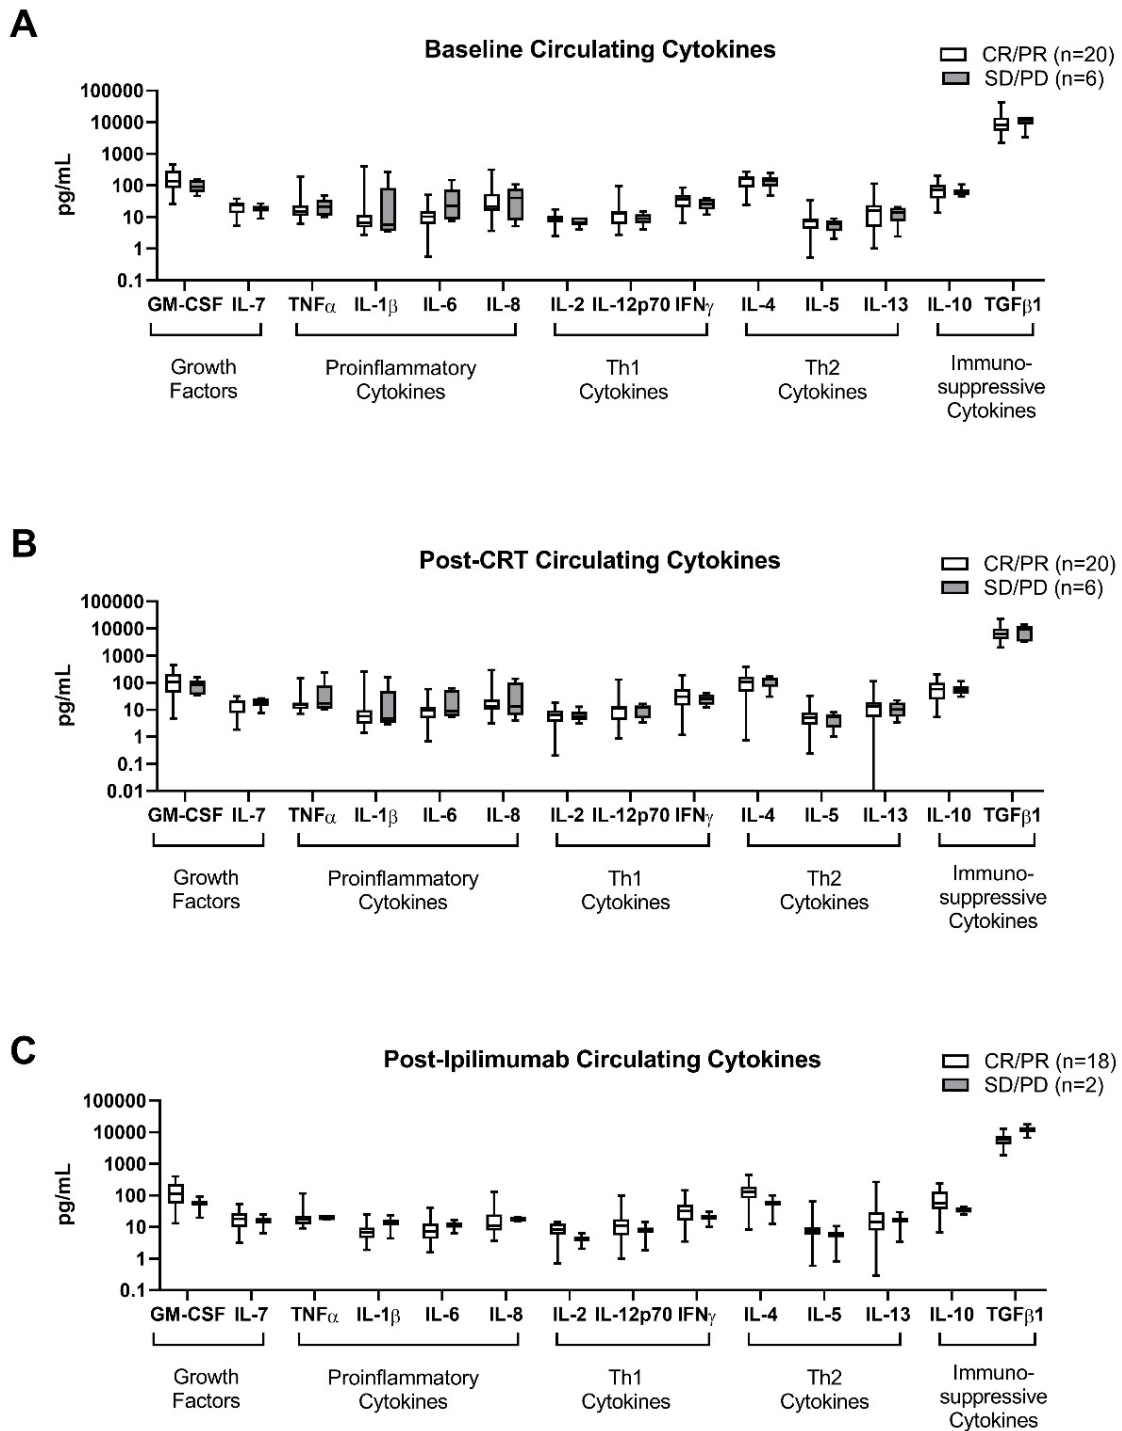 A
Baseline Circulating Cytokines
CR/PR (n=20)
SD/PD (n=6)
pg/mL
100000
10000
1000
100
10
1
0.1
GM-CSF IL-7 TNFα IL-1β IL-6 IL-8 IL-2 IL-12p70 IFNγ IL-4 IL-5 IL-13 IL-10 TGFβ1
Growth
Factors
Proinflammatory
Cytokines
Th1
Cytokines
Th2
Cytokines
Immuno-
suppressive
Cytokines
B
Post-CRT Circulating Cytokines
CR/PR (n=20)
SD/PD (n=6)
pg/mL
100000
10000
1000
100
10
1
0.1
0.01
GM-CSF IL-7 TNFα IL-1β IL-6 IL-8 IL-2 IL-12p70 IFNγ IL-4 IL-5 IL-13 IL-10 TGFβ1
Growth
Factors
Proinflammatory
Cytokines
Th1
Cytokines
Th2
Cytokines
Immuno-
suppressive
Cytokines
C
Post-Ipilimumab Circulating Cytokines
CR/PR (n=18)
SD/PD (n=2)
pg/mL
100000
10000
1000
100
10
1
0.1
GM-CSF IL-7 TNFα IL-1β IL-6 IL-8 IL-2 IL-12p70 IFNγ IL-4 IL-5 IL-13 IL-10 TGFβ1
Growth
Factors
Proinflammatory
Cytokines
Th1
Cytokines
Th2
Cytokines
Immuno-
suppressive
Cytokines